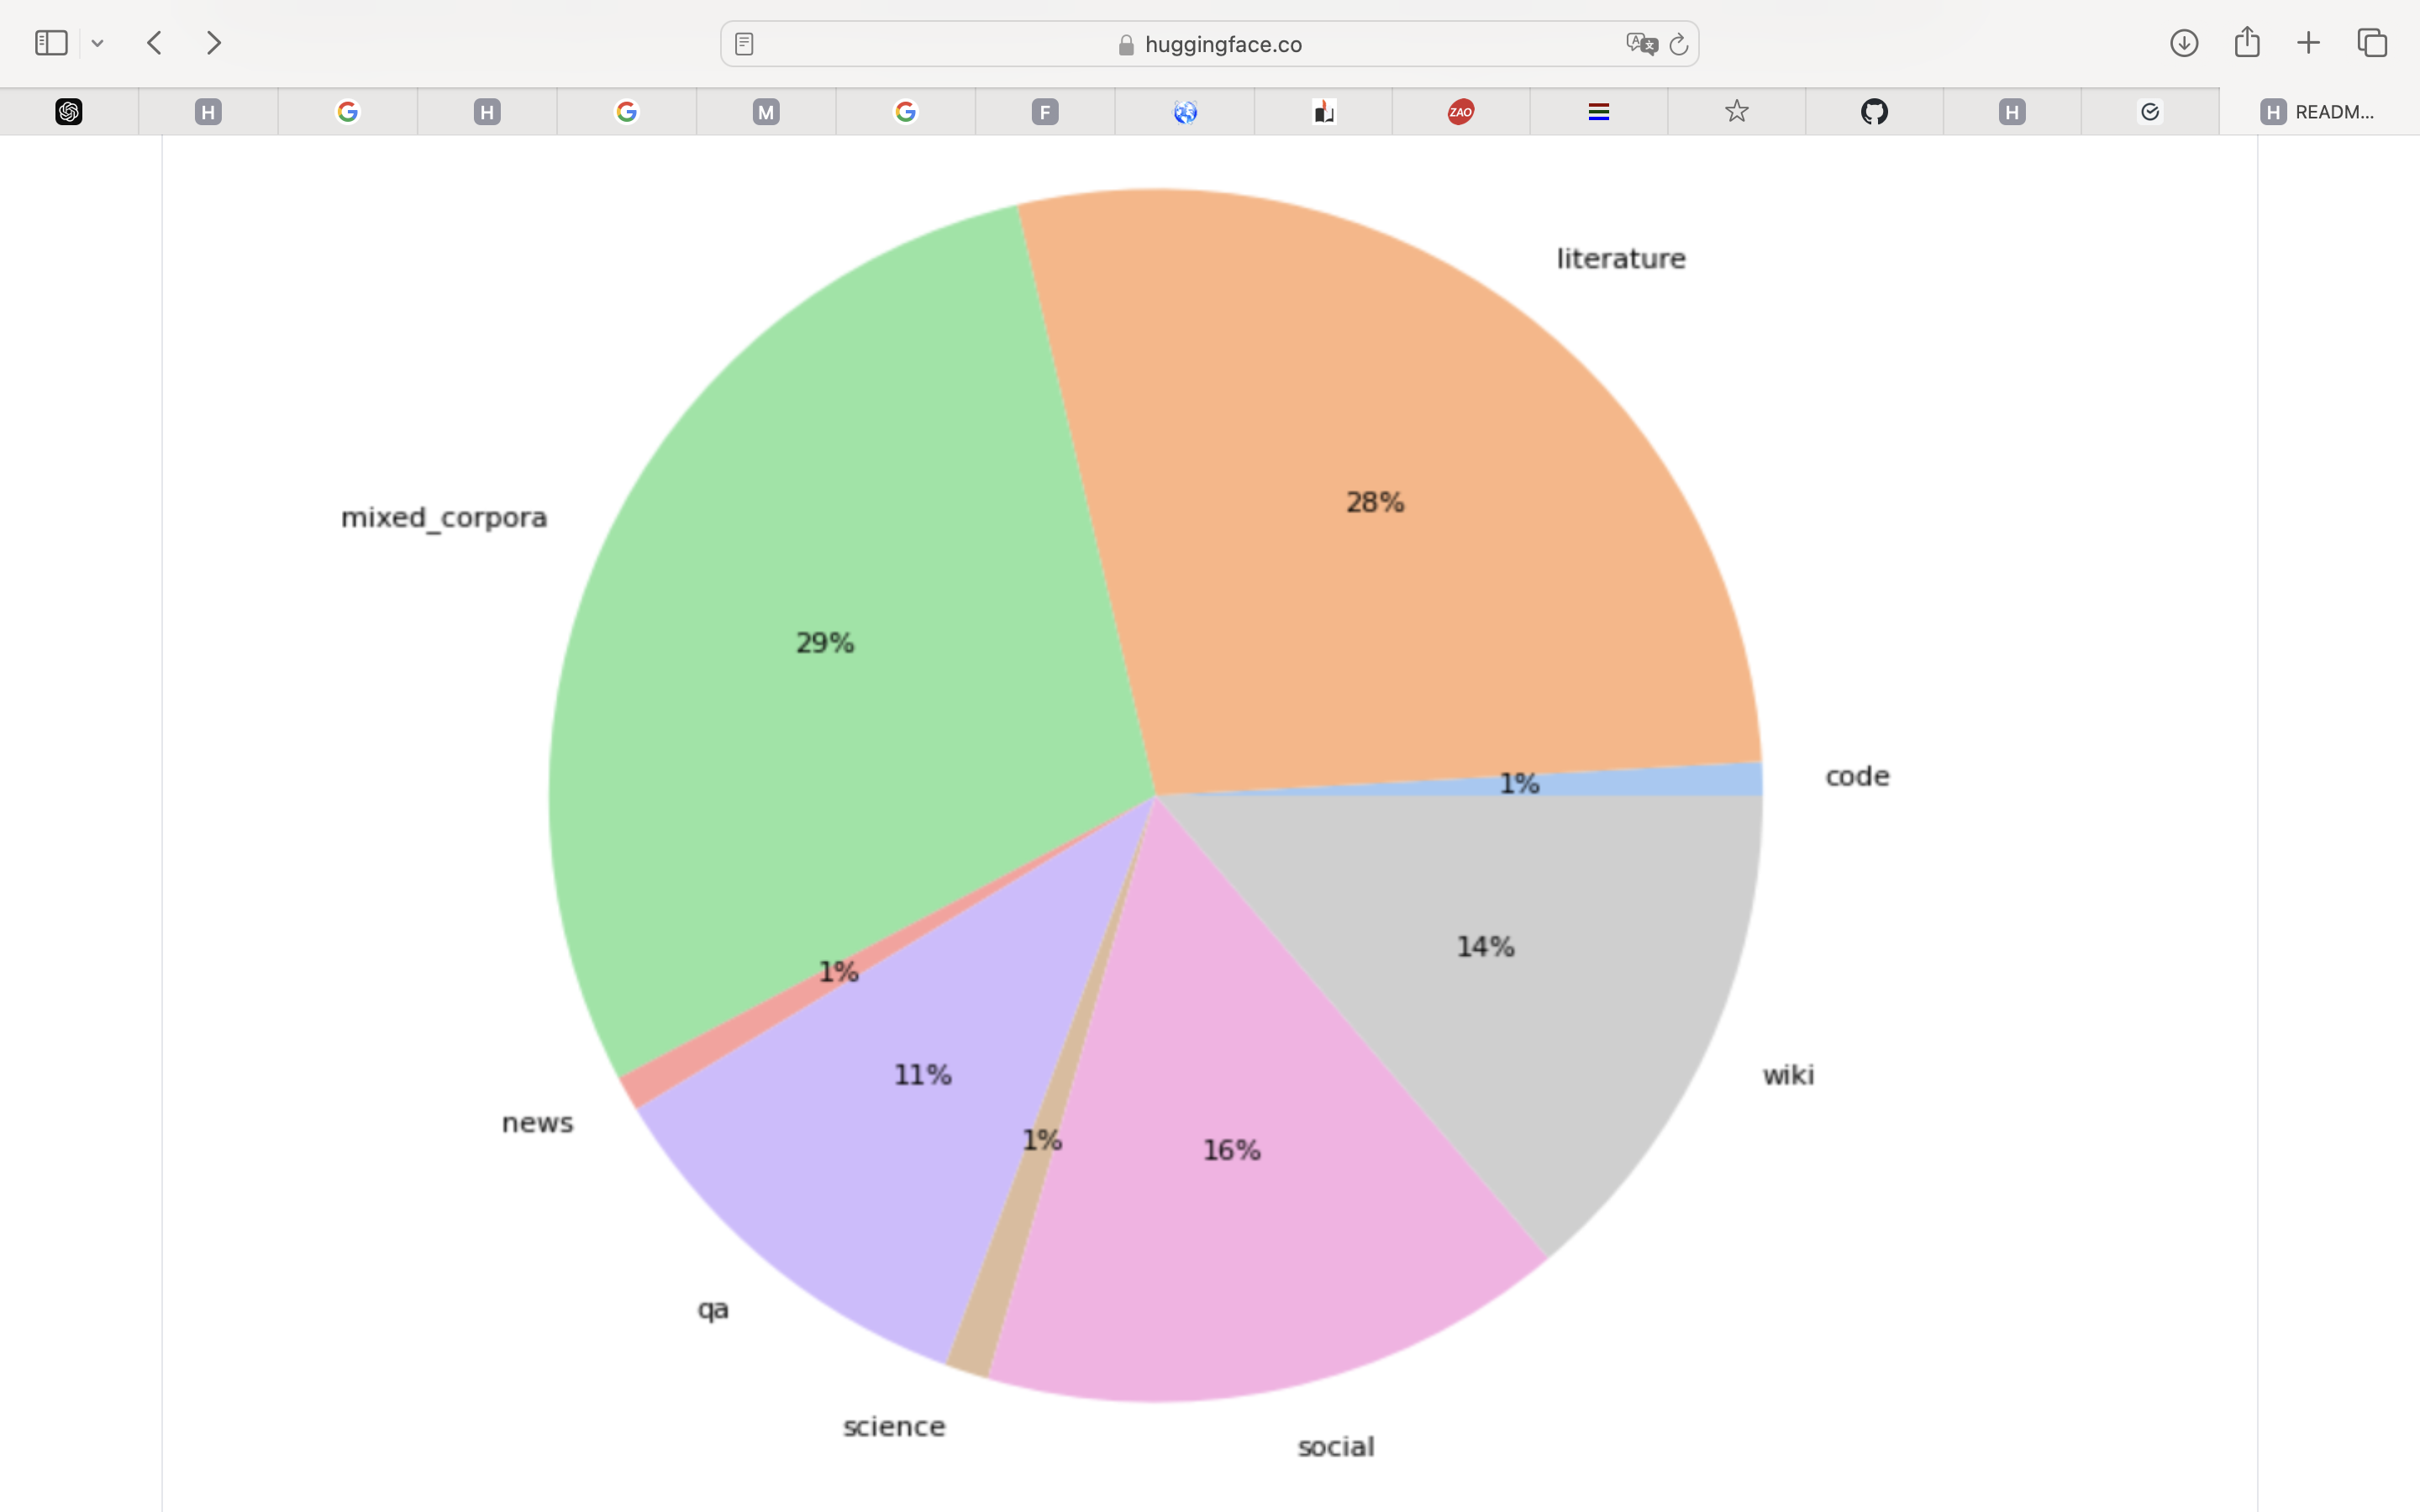 huggingface.co
H
H
M
F
ZAO
H
H READM...
literature
28%
mixed_corpora
29%
code
1%
14%
1%
wiki
11%
news
1%
16%
qa
science
social